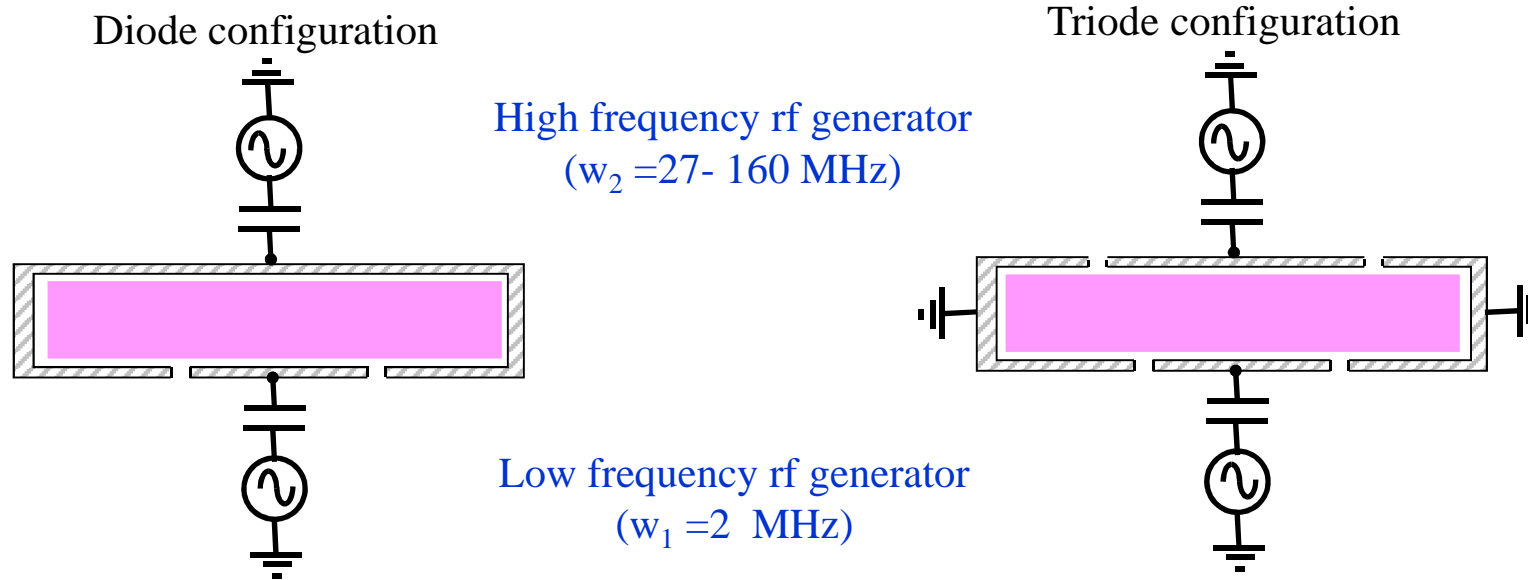 Diode configuration
Triode configuration
High frequency rf generator
(w₂ =27- 160 MHz)
Low frequency rf generator
(w₁ =2  MHz)